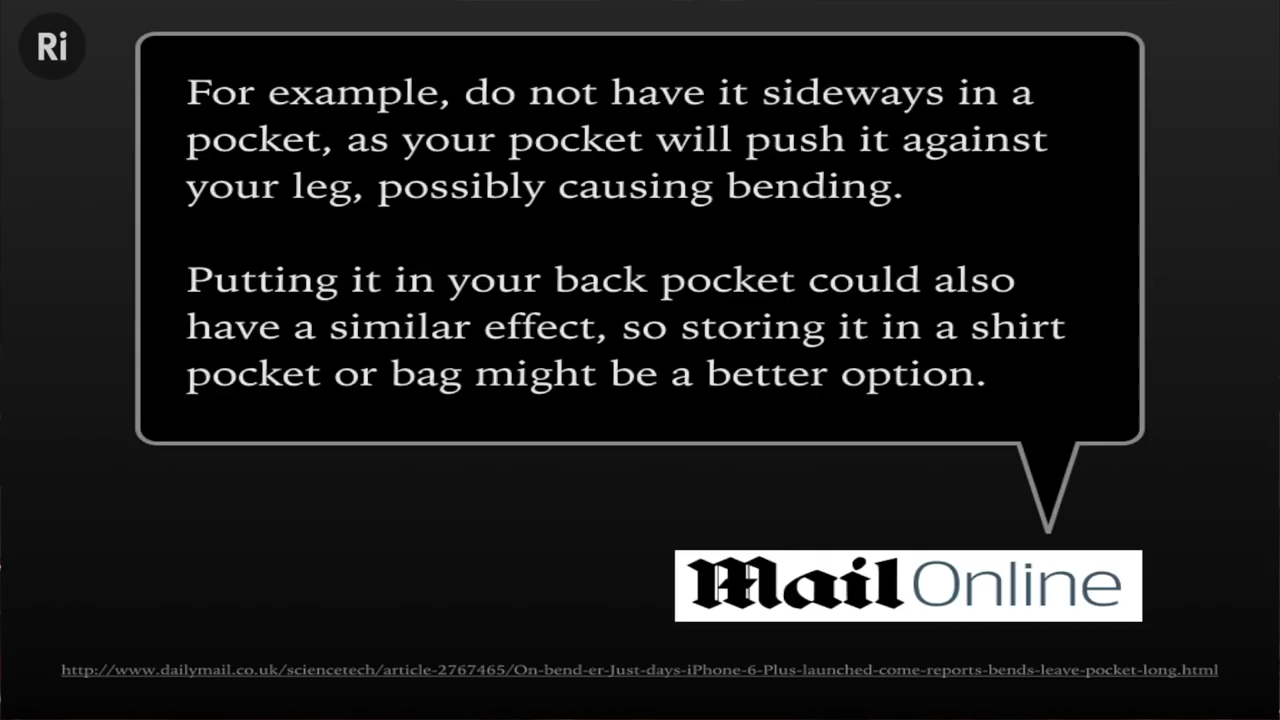 Ri
For example, do not have it sideways in a
pocket, as your pocket will push it against
your leg, possibly causing bending.
Putting it in your back pocket could also
have a similar effect, so storing it in a shirt
pocket or bag might be a better option.
Mail Online
http://www.dailymail.co.uk/sciencetech/article-2767465/On-bend-er-Just-days-iPhone-6-Plus-launched-come-reports-bends-leave-pocket-long.html